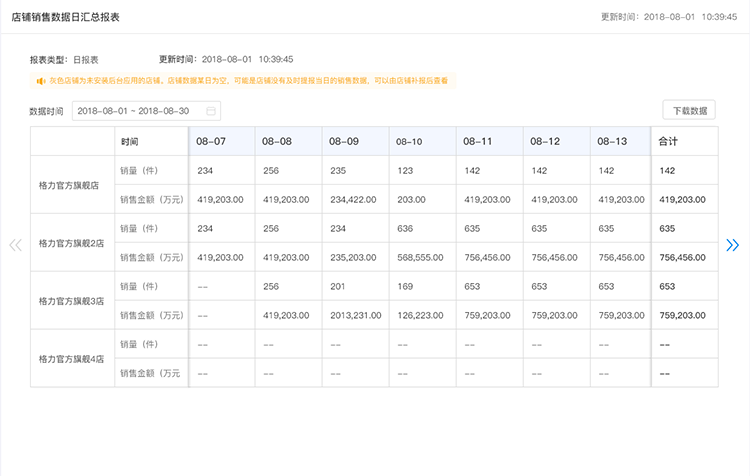 店铺销售数据日汇总报表
更新时间：2018-08-01 10:39:45
报表类型：日报表 更新时间：2018-08-01 10:39:45
灰色店铺为未安装后台应用的店铺。店铺数据某日为空，可能是店铺没有及时提报当日的销售数据，可以由店铺补报后查看
数据时间 2018-08-01 ~ 2018-08-30 下载数据
时间 08-07 08-08 08-09 08-10 08-11 08-12 08-13 合计
格力官方旗舰店
销量（件） 234 256 235 123 142 142 142 142
销售金额（万元） 419,203.00 419,203.00 234,422.00 203.00 419,203.00 419,203.00 419,203.00 419,203.00
格力官方旗舰2店
销量（件） 234 256 234 636 635 635 635 635
销售金额（万元） 419,203.00 419,203.00 235,203.00 568,555.00 756,456.00 756,456.00 756,456.00 756,456.00
格力官方旗舰3店
销量（件） -- 256 201 169 653 653 653 653
销售金额（万元） -- 419,203.00 2013,231.00 126,223.00 759,203.00 759,203.00 759,203.00 759,203.00
格力官方旗舰4店
销量（件） -- -- -- -- -- -- -- --
销售金额（万元 -- -- -- -- -- -- -- --